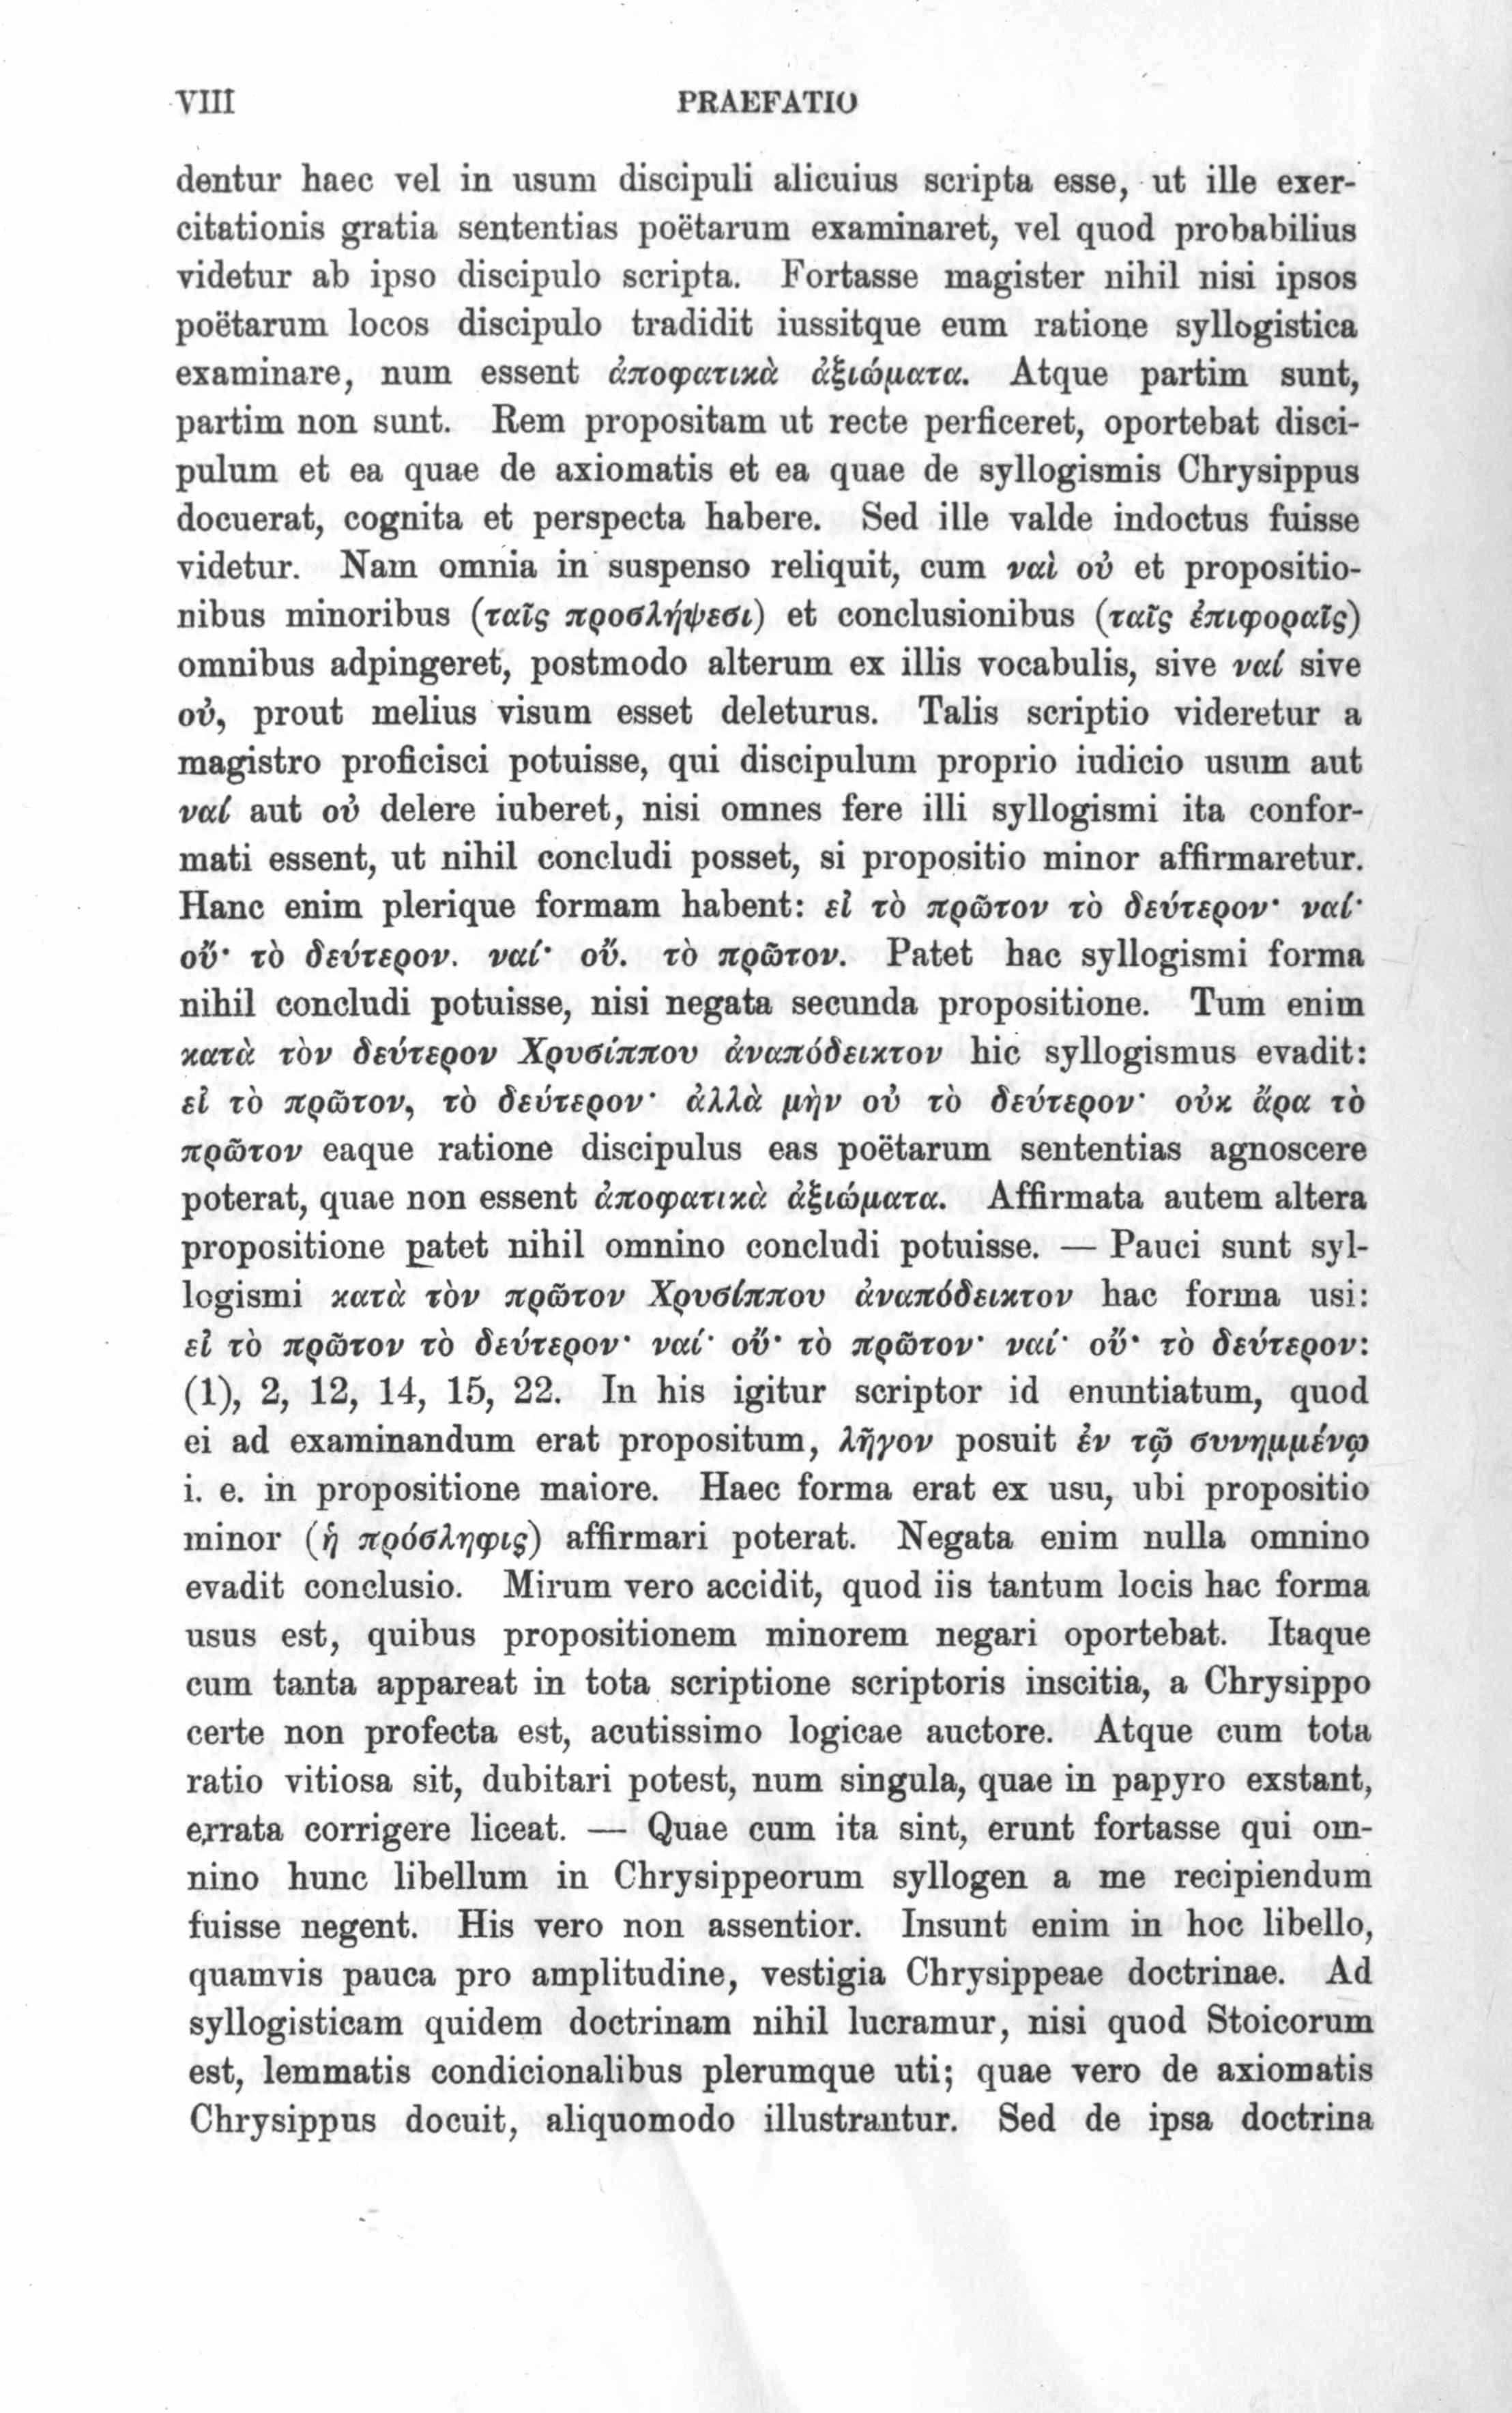 VIII PRAEFATIO
dentur haec vel in usum discipuli alicuius scripta esse, ut ille exer-
citationis gratia sententias poëtarum examinaret, vel quod probabilius
videtur ab ipso discipulo scripta. Fortasse magister nihil nisi ipsos
poëtarum locos discipulo tradidit iussitque eum ratione syllogistica
examinare, num essent ἀποφατικὰ ἀξιώματα. Atque partim sunt,
partim non sunt. Rem propositam ut recte perficeret, oportebat disci-
pulum et ea quae de axiomatis et ea quae de syllogismis Chrysippus
docuerat, cognita et perspecta habere. Sed ille valde indoctus fuisse
videtur. Nam omnia in suspenso reliquit, cum ναὶ οὐ et propositio-
nibus minoribus (ταῖς προσλήψεσι) et conclusionibus (ταῖς ἐπιφοραῖς)
omnibus adpingeret, postmodo alterum ex illis vocabulis, sive ναί sive
οὐ, prout melius visum esset deleturus. Talis scriptio videretur a
magistro proficisci potuisse, qui discipulum proprio iudicio usum aut
ναί aut οὐ delere iuberet, nisi omnes fere illi syllogismi ita confor-
mati essent, ut nihil concludi posset, si propositio minor affirmaretur.
Hanc enim plerique formam habent: εἰ τὸ πρῶτον τὸ δεύτερον· ναί·
οὔ· τὸ δεύτερον. ναί· οὔ. τὸ πρῶτον. Patet hac syllogismi forma
nihil concludi potuisse, nisi negata secunda propositione. Tum enim
κατὰ τὸν δεύτερον Χρυσίππου ἀναπόδεικτον hic syllogismus evadit:
εἰ τὸ πρῶτον, τὸ δεύτερον· ἀλλὰ μὴν οὐ τὸ δεύτερον· οὐκ ἄρα τὸ
πρῶτον eaque ratione discipulus eas poëtarum sententias agnoscere
poterat, quae non essent ἀποφατικὰ ἀξιώματα. Affirmata autem altera
propositione patet nihil omnino concludi potuisse. — Pauci sunt syl-
logismi κατὰ τὸν πρῶτον Χρυσίππου ἀναπόδεικτον hac forma usi:
εἰ τὸ πρῶτον τὸ δεύτερον· ναί· οὔ· τὸ πρῶτον· ναί· οὔ· τὸ δεύτερον:
(1), 2, 12, 14, 15, 22. In his igitur scriptor id enuntiatum, quod
ei ad examinandum erat propositum, λῆγον posuit ἐν τῷ συνημμένῳ
i. e. in propositione maiore. Haec forma erat ex usu, ubi propositio
minor (ἡ πρόσληφις) affirmari poterat. Negata enim nulla omnino
evadit conclusio. Mirum vero accidit, quod iis tantum locis hac forma
usus est, quibus propositionem minorem negari oportebat. Itaque
cum tanta appareat in tota scriptione scriptoris inscitia, a Chrysippo
certe non profecta est, acutissimo logicae auctore. Atque cum tota
ratio vitiosa sit, dubitari potest, num singula, quae in papyro exstant,
errata corrigere liceat. — Quae cum ita sint, erunt fortasse qui om-
nino hunc libellum in Chrysippeorum syllogen a me recipiendum
fuisse negent. His vero non assentior. Insunt enim in hoc libello,
quamvis pauca pro amplitudine, vestigia Chrysippeae doctrinae. Ad
syllogisticam quidem doctrinam nihil lucramur, nisi quod Stoicorum
est, lemmatis condicionalibus plerumque uti; quae vero de axiomatis
Chrysippus docuit, aliquomodo illustrantur. Sed de ipsa doctrina